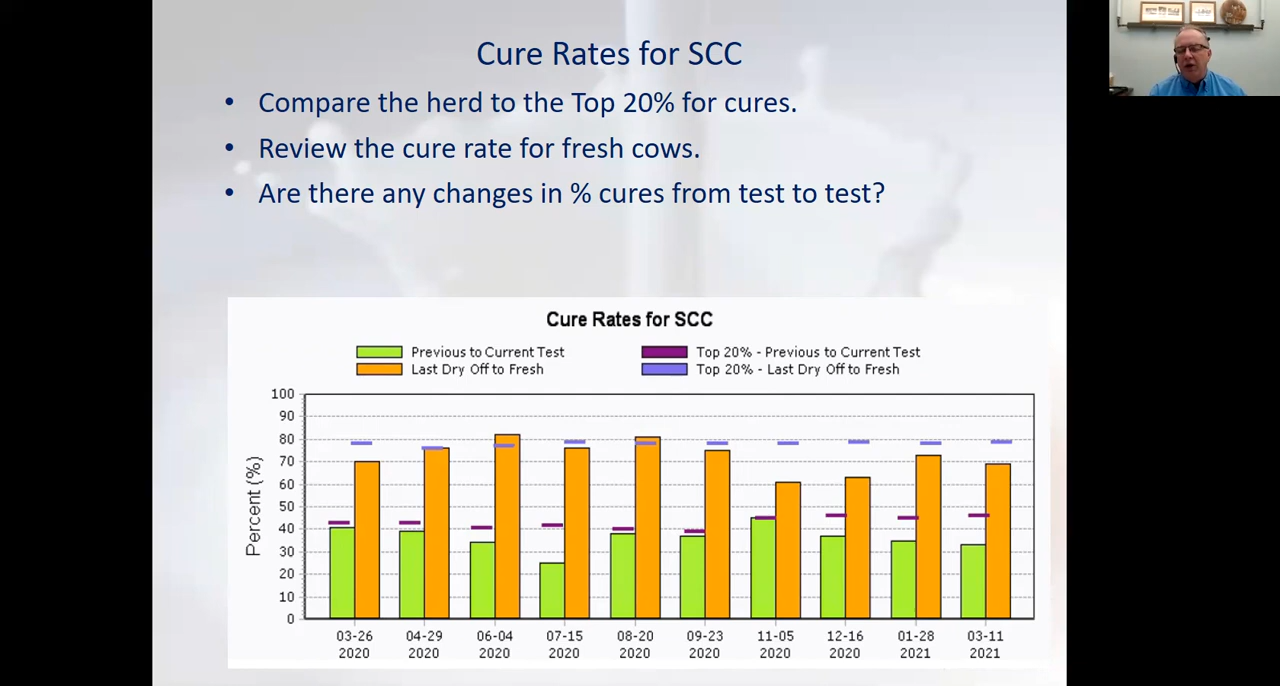 Cure Rates for SCC
• Compare the herd to the Top 20% for cures.
• Review the cure rate for fresh cows.
• Are there any changes in % cures from test to test?
Cure Rates for SCC
Previous to Current Test
Top 20% - Previous to Current Test
Last Dry Off to Fresh
Top 20% - Last Dry Off to Fresh
Percent (%)
100
90
80
70
60
50
40
30
20
10
0
03-26 04-29 06-04 07-15 08-20 09-23 11-05 12-16 01-28 03-11
2020 2020 2020 2020 2020 2020 2020 2020 2021 2021